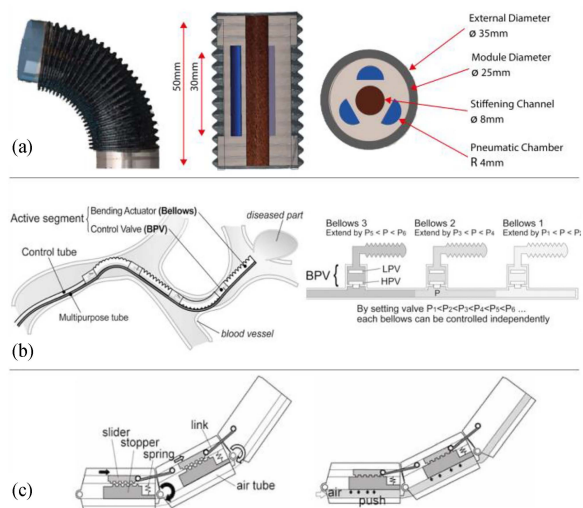 50mm
30mm
External Diameter
ø 35mm
Module Diameter
ø 25mm
Stiffening Channel
ø 8mm
Pneumatic Chamber
R 4mm
(a)
Active segment
Bending Actuator (Bellows)
Control Valve (BPV)
diseased part
Control tube
Multipurpose tube
blood vessel
Bellows 3
Extend by P5 < P < P6
Bellows 2
Extend by P3 < P < P4
Bellows 1
Extend by P1 < P < P2
BPV
LPV
HPV
P
By setting valve P1<P2<P3<P4<P5<P6 ...
each bellows can be controlled independently
(b)
slider
stopper
spring
link
air tube
air
push
(c)